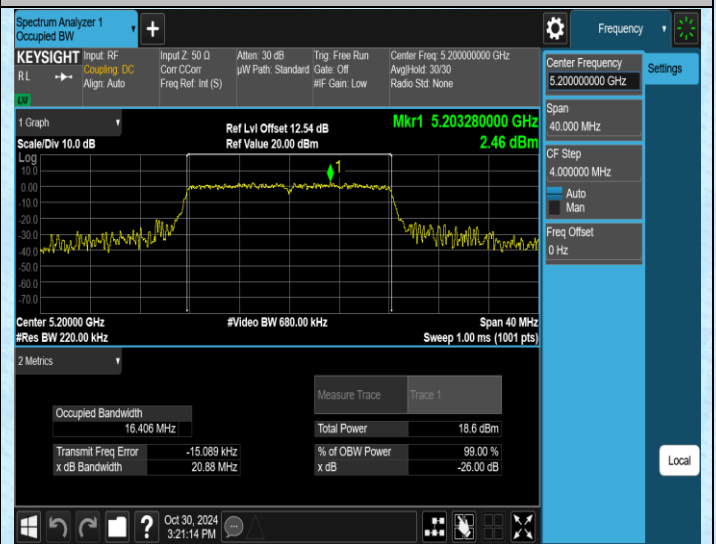 Spectrum Analyzer 1
Occupied BW
Frequency
KEYSIGHT
RL
LXI
Input: RF
Coupling: DC
Align: Auto
Input Z: 50 Ω
Corr CCorr
Freq Ref: Int (S)
Atten: 30 dB
µW Path: Standard
Trig: Free Run
Gate: Off
#IF Gain: Low
Center Freq: 5.200000000 GHz
Avg|Hold: 30/30
Radio Std: None
Center Frequency
5.200000000 GHz
Settings
Span
40.000 MHz
CF Step
4.000000 MHz
Auto
Man
Freq Offset
0 Hz
1 Graph
Scale/Div 10.0 dB
Ref Lvl Offset 12.54 dB
Ref Value 20.00 dBm
Mkr1 5.203280000 GHz
2.46 dBm
Log
10.0
0.00
-10.0
-20.0
-30.0
-40.0
-50.0
-60.0
-70.0
1
Center 5.20000 GHz
#Res BW 220.00 kHz
#Video BW 680.00 kHz
Span 40 MHz
Sweep 1.00 ms (1001 pts)
2 Metrics
Measure Trace
Trace 1
Occupied Bandwidth
16.406 MHz
Total Power
18.6 dBm
Transmit Freq Error
-15.089 kHz
% of OBW Power
99.00 %
x dB Bandwidth
20.88 MHz
x dB
-26.00 dB
Local
?
Oct 30, 2024
3:21:14 PM